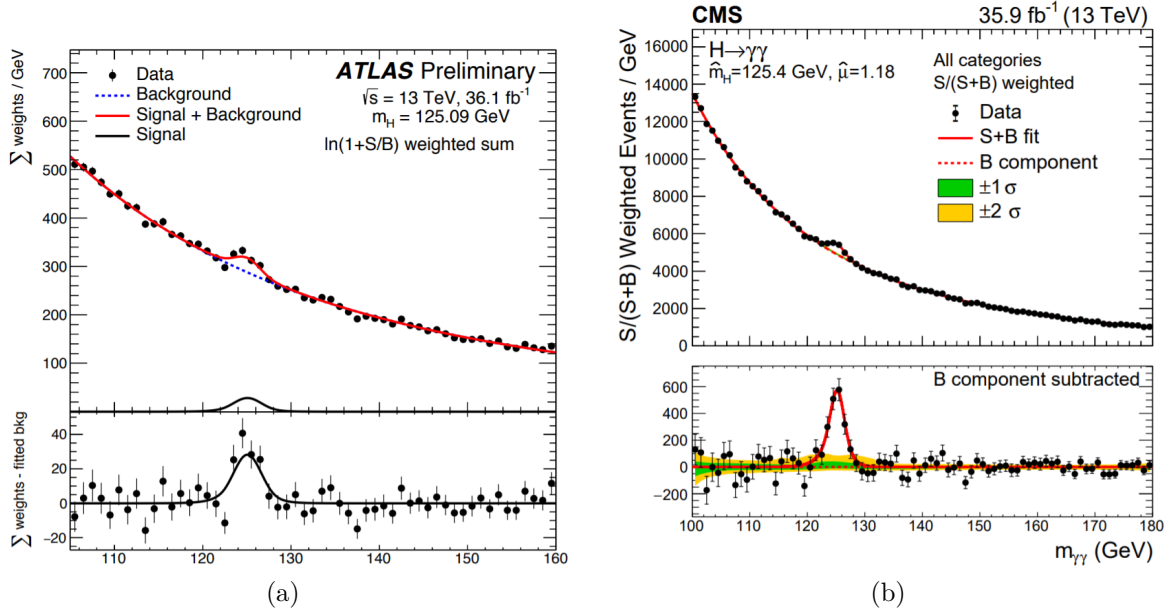 ATLAS Preliminary
√s = 13 TeV, 36.1 fb⁻¹
m_H = 125.09 GeV
ln(1+S/B) weighted sum
Data
Background
Signal + Background
Signal
∑ weights / GeV
700
600
500
400
300
200
100
∑ weights - fitted bkg
40
20
0
−20
110 120 130 140 150 160
(a)
CMS 35.9 fb⁻¹ (13 TeV)
H→γγ
m̂_H=125.4 GeV, μ̂=1.18
All categories
S/(S+B) weighted
Data
S+B fit
B component
±1 σ
±2 σ
S/(S+B) Weighted Events / GeV
16000
14000
12000
10000
8000
6000
4000
2000
0
B component subtracted
600
400
200
0
−200
100 110 120 130 140 150 160 170 180
m_γγ (GeV)
(b)